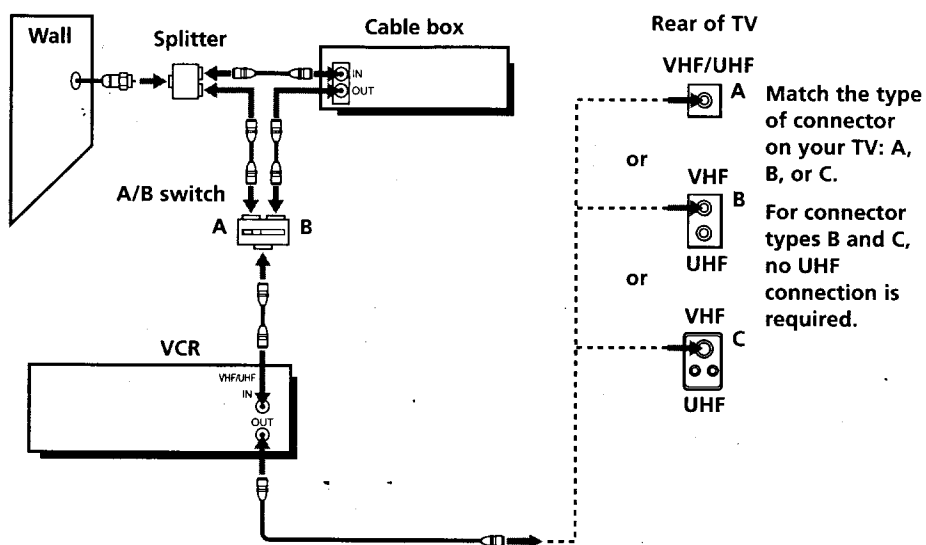 Wall
Splitter
Cable box
IN
OUT
A/B switch
A
B
VCR
VHF/UHF
IN
OUT
Rear of TV
VHF/UHF
A
or
VHF
B
UHF
or
VHF
C
UHF
Match the type
of connector
on your TV: A,
B, or C.
For connector
types B and C,
no UHF
connection is
required.